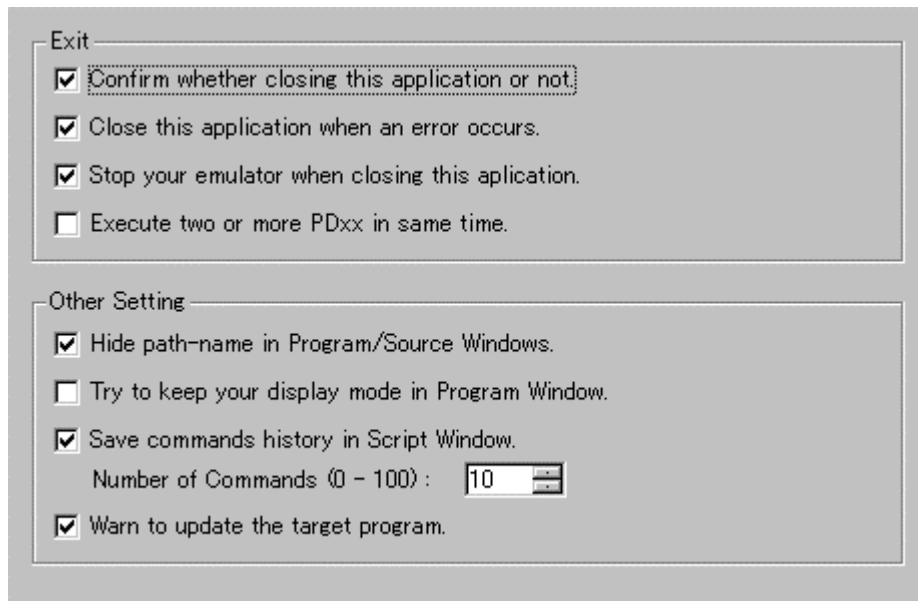 Exit
Confirm whether closing this application or not.
Close this application when an error occurs.
Stop your emulator when closing this aplication.
Execute two or more PDxx in same time.
Other Setting
Hide path-name in Program/Source Windows.
Try to keep your display mode in Program Window.
Save commands history in Script Window.
Number of Commands (0 - 100) : 10
Warn to update the target program.